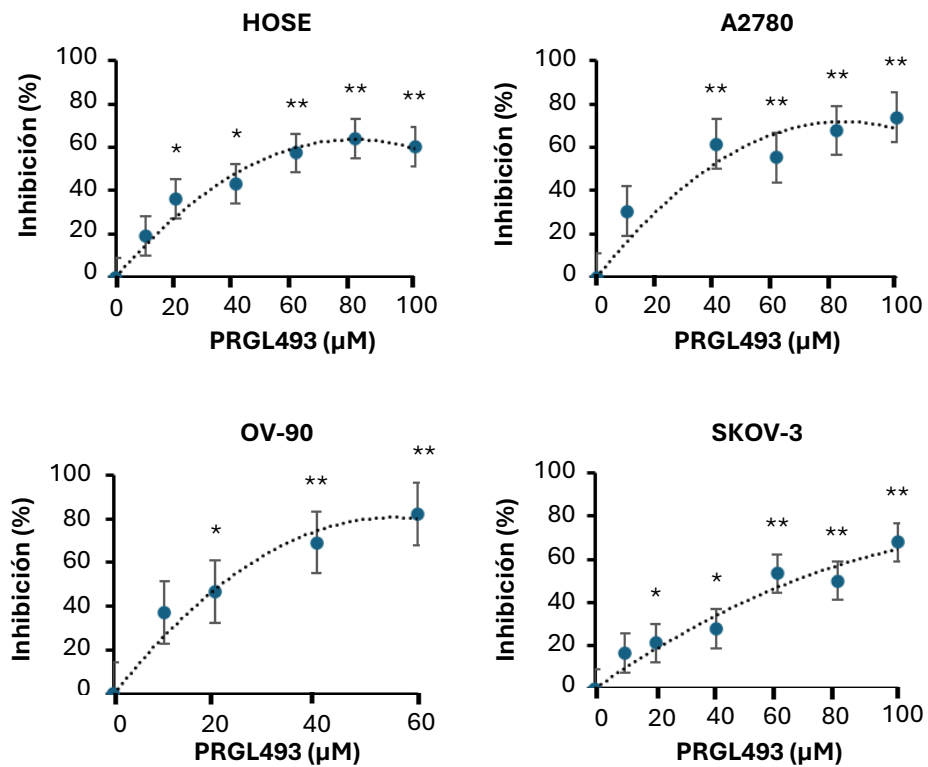 HOSE
Inhibición (%)
100
80
60
40
20
0
* * ** ** **
0 20 40 60 80 100
PRGL493 (µM)
A2780
Inhibición (%)
100
80
60
40
20
0
** ** ** **
0 20 40 60 80 100
PRGL493 (µM)
OV-90
Inhibición (%)
100
80
60
40
20
0
* ** **
0 20 40 60
PRGL493 (µM)
SKOV-3
Inhibición (%)
100
80
60
40
20
0
* * ** ** **
0 20 40 60 80 100
PRGL493 (µM)